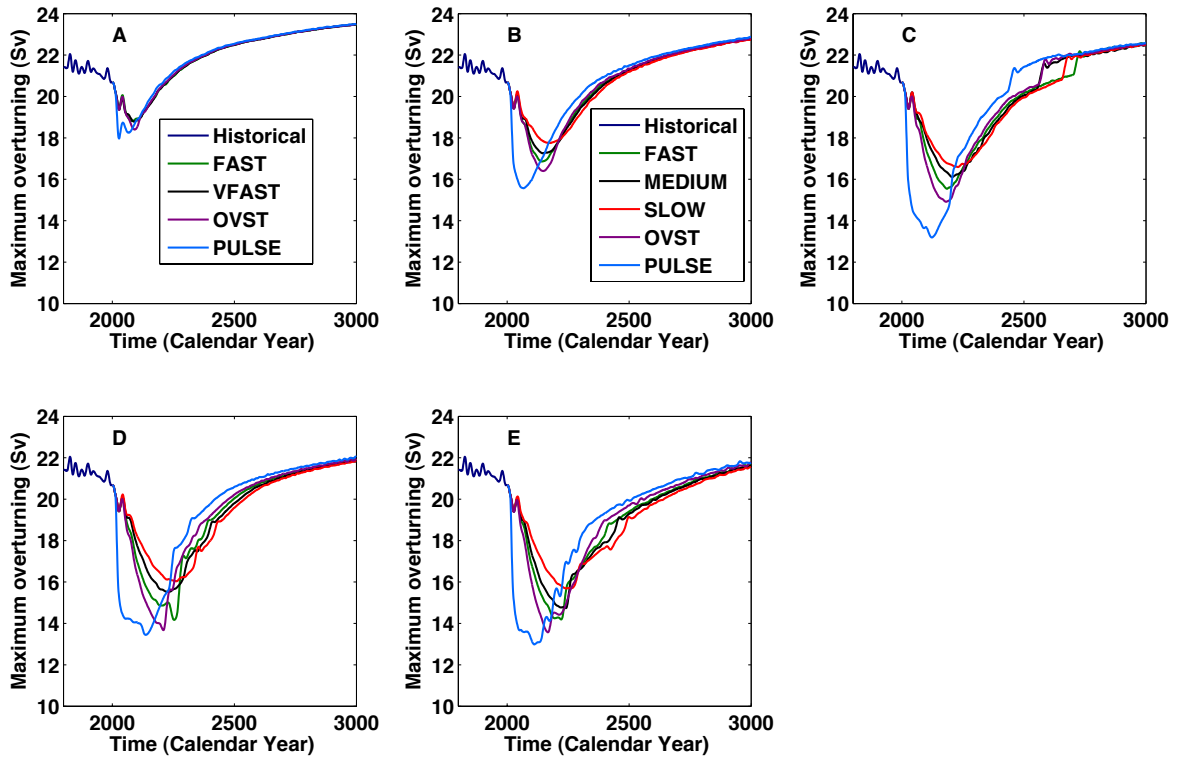 A
Maximum overturning (Sv)
24
22
20
18
16
14
12
10
Historical
FAST
VFAST
OVST
PULSE
2000
2500
3000
Time (Calendar Year)
B
Maximum overturning (Sv)
24
22
20
18
16
14
12
10
Historical
FAST
MEDIUM
SLOW
OVST
PULSE
2000
2500
3000
Time (Calendar Year)
C
Maximum overturning (Sv)
24
22
20
18
16
14
12
10
2000
2500
3000
Time (Calendar Year)
D
Maximum overturning (Sv)
24
22
20
18
16
14
12
10
2000
2500
3000
Time (Calendar Year)
E
Maximum overturning (Sv)
24
22
20
18
16
14
12
10
2000
2500
3000
Time (Calendar Year)